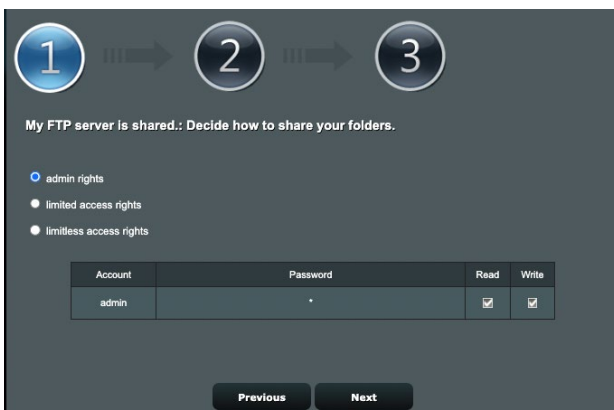 1 2 3
My FTP server is shared.: Decide how to share your folders.
admin rights
limited access rights
limitless access rights
Account Password Read Write
admin *
Previous Next